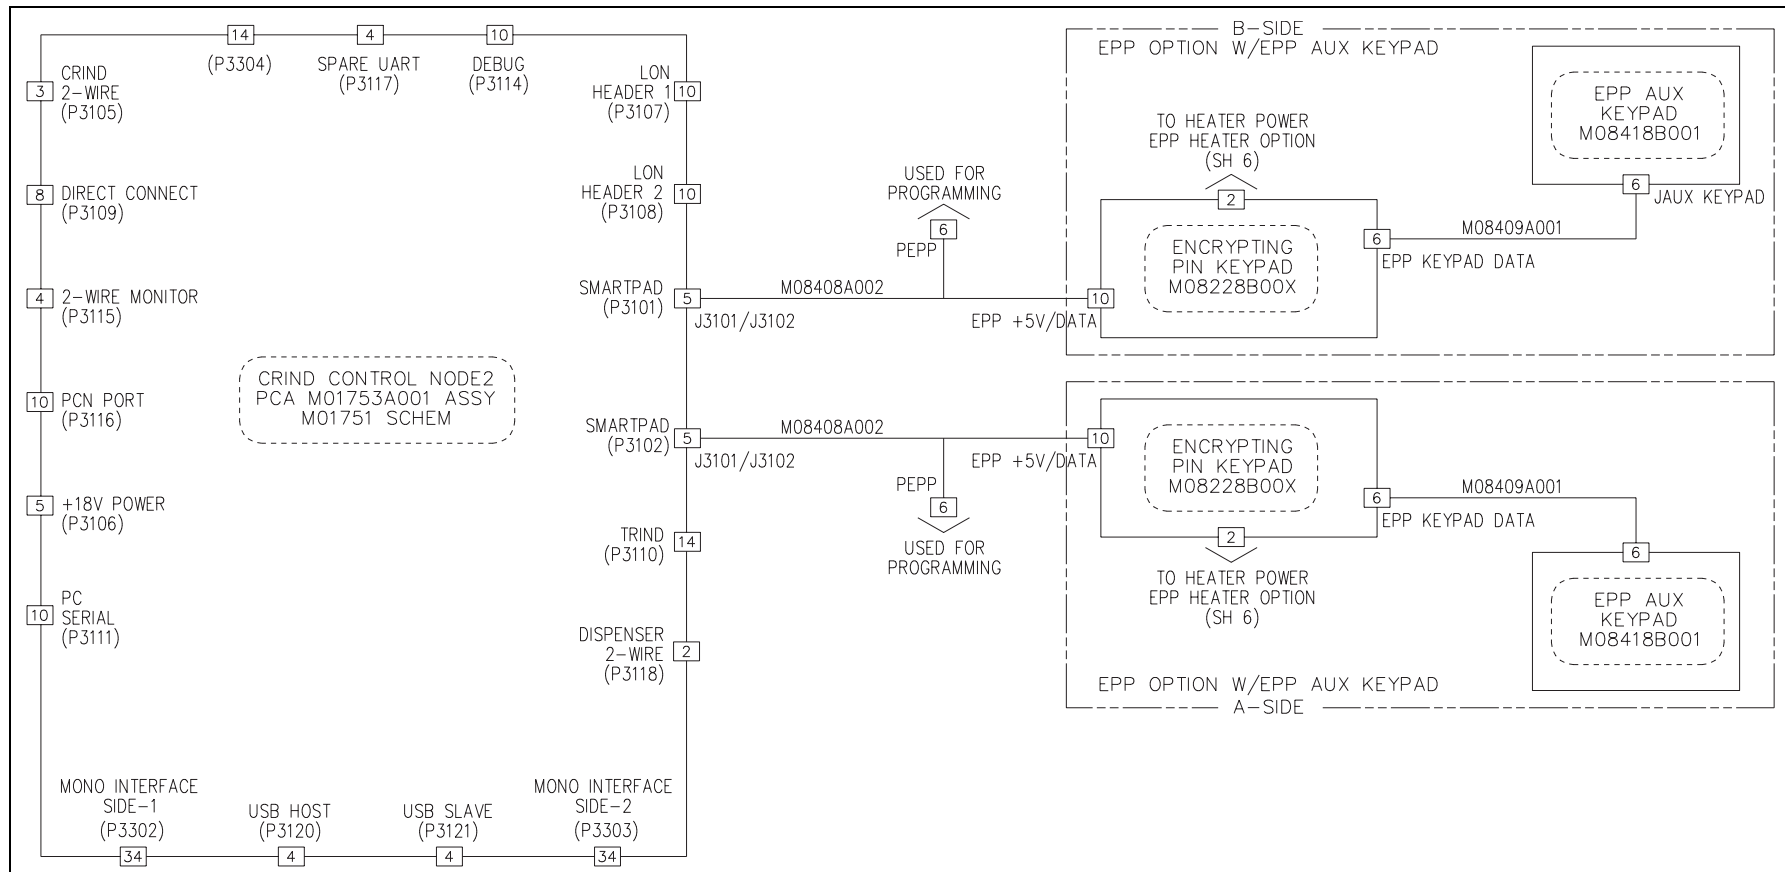 14
(P3304)
4
SPARE UART
(P3117)
10
DEBUG
(P3114)
3
CRIND
2-WIRE
(P3105)
8
DIRECT CONNECT
(P3109)
4
2-WIRE MONITOR
(P3115)
10
PCN PORT
(P3116)
5
+18V POWER
(P3106)
10
PC
SERIAL
(P3111)
CRIND CONTROL NODE2
PCA M01753A001 ASSY
M01751 SCHEM
LON
HEADER 1
(P3107)
10
LON
HEADER 2
(P3108)
10
SMARTPAD
(P3101)
5
J3101/J3102
SMARTPAD
(P3102)
5
J3101/J3102
TRIND
(P3110)
14
DISPENSER
2-WIRE
(P3118)
2
MONO INTERFACE
SIDE-1
(P3302)
34
USB HOST
(P3120)
4
USB SLAVE
(P3121)
4
MONO INTERFACE
SIDE-2
(P3303)
34
M08408A002
USED FOR
PROGRAMMING
6
PEPP
EPP +5V/DATA
10
B-SIDE
EPP OPTION W/EPP AUX KEYPAD
TO HEATER POWER
EPP HEATER OPTION
(SH 6)
2
ENCRYPTING
PIN KEYPAD
M08228B00X
6
EPP KEYPAD DATA
M08409A001
EPP AUX
KEYPAD
M08418B001
6
JAUX KEYPAD
M08408A002
PEPP
6
USED FOR
PROGRAMMING
EPP +5V/DATA
10
ENCRYPTING
PIN KEYPAD
M08228B00X
2
TO HEATER POWER
EPP HEATER OPTION
(SH 6)
6
EPP KEYPAD DATA
M08409A001
6
EPP AUX
KEYPAD
M08418B001
EPP OPTION W/EPP AUX KEYPAD
A-SIDE